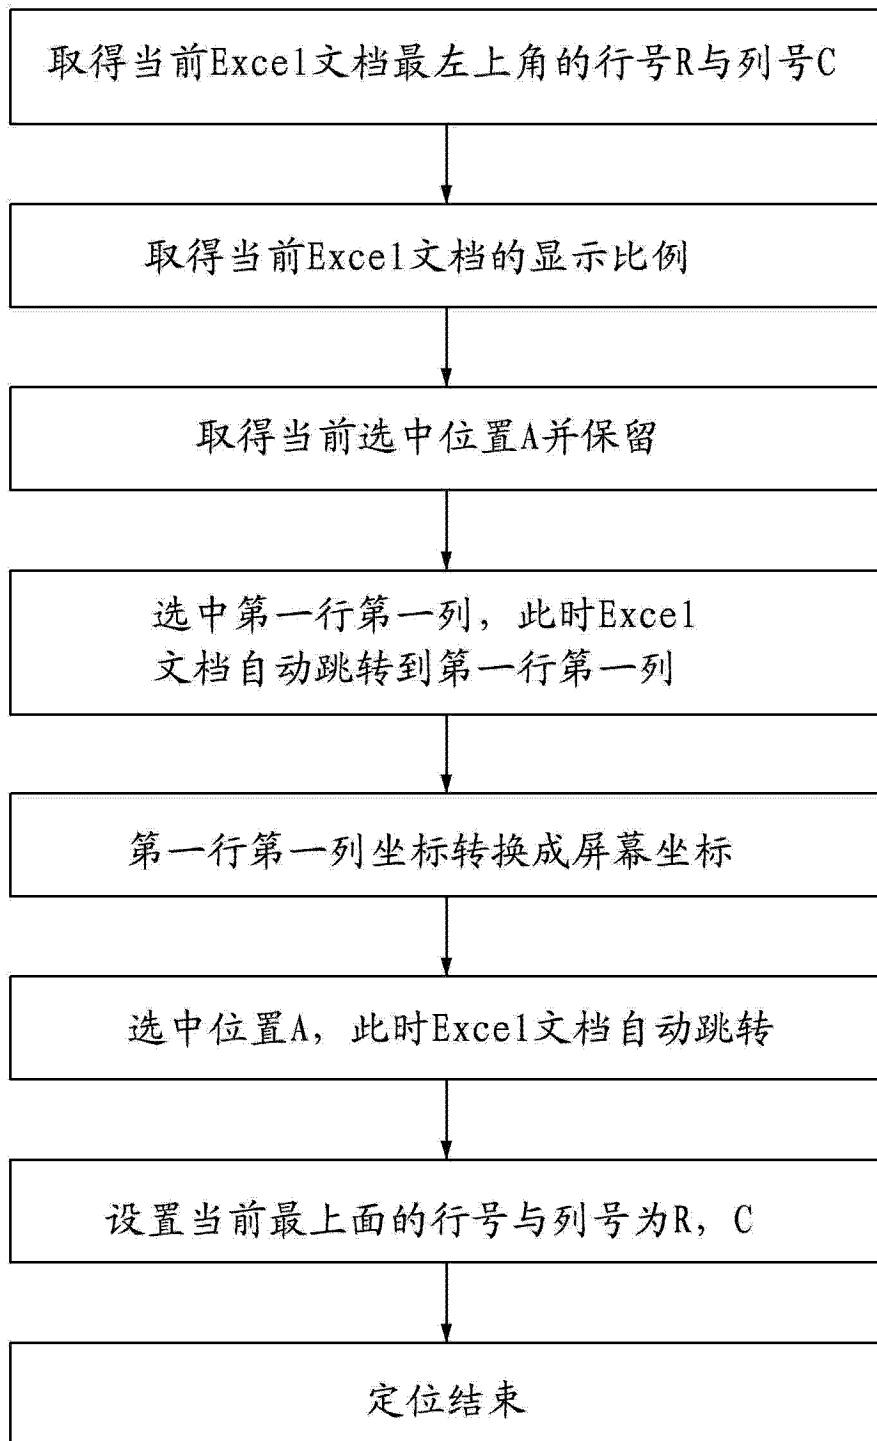 取得当前Excel文档最左上角的行号R与列号C
取得当前Excel文档的显示比例
取得当前选中位置A并保留
选中第一行第一列，此时Excel
文档自动跳转到第一行第一列
第一行第一列坐标转换成屏幕坐标
选中位置A，此时Excel文档自动跳转
设置当前最上面的行号与列号为R，C
定位结束